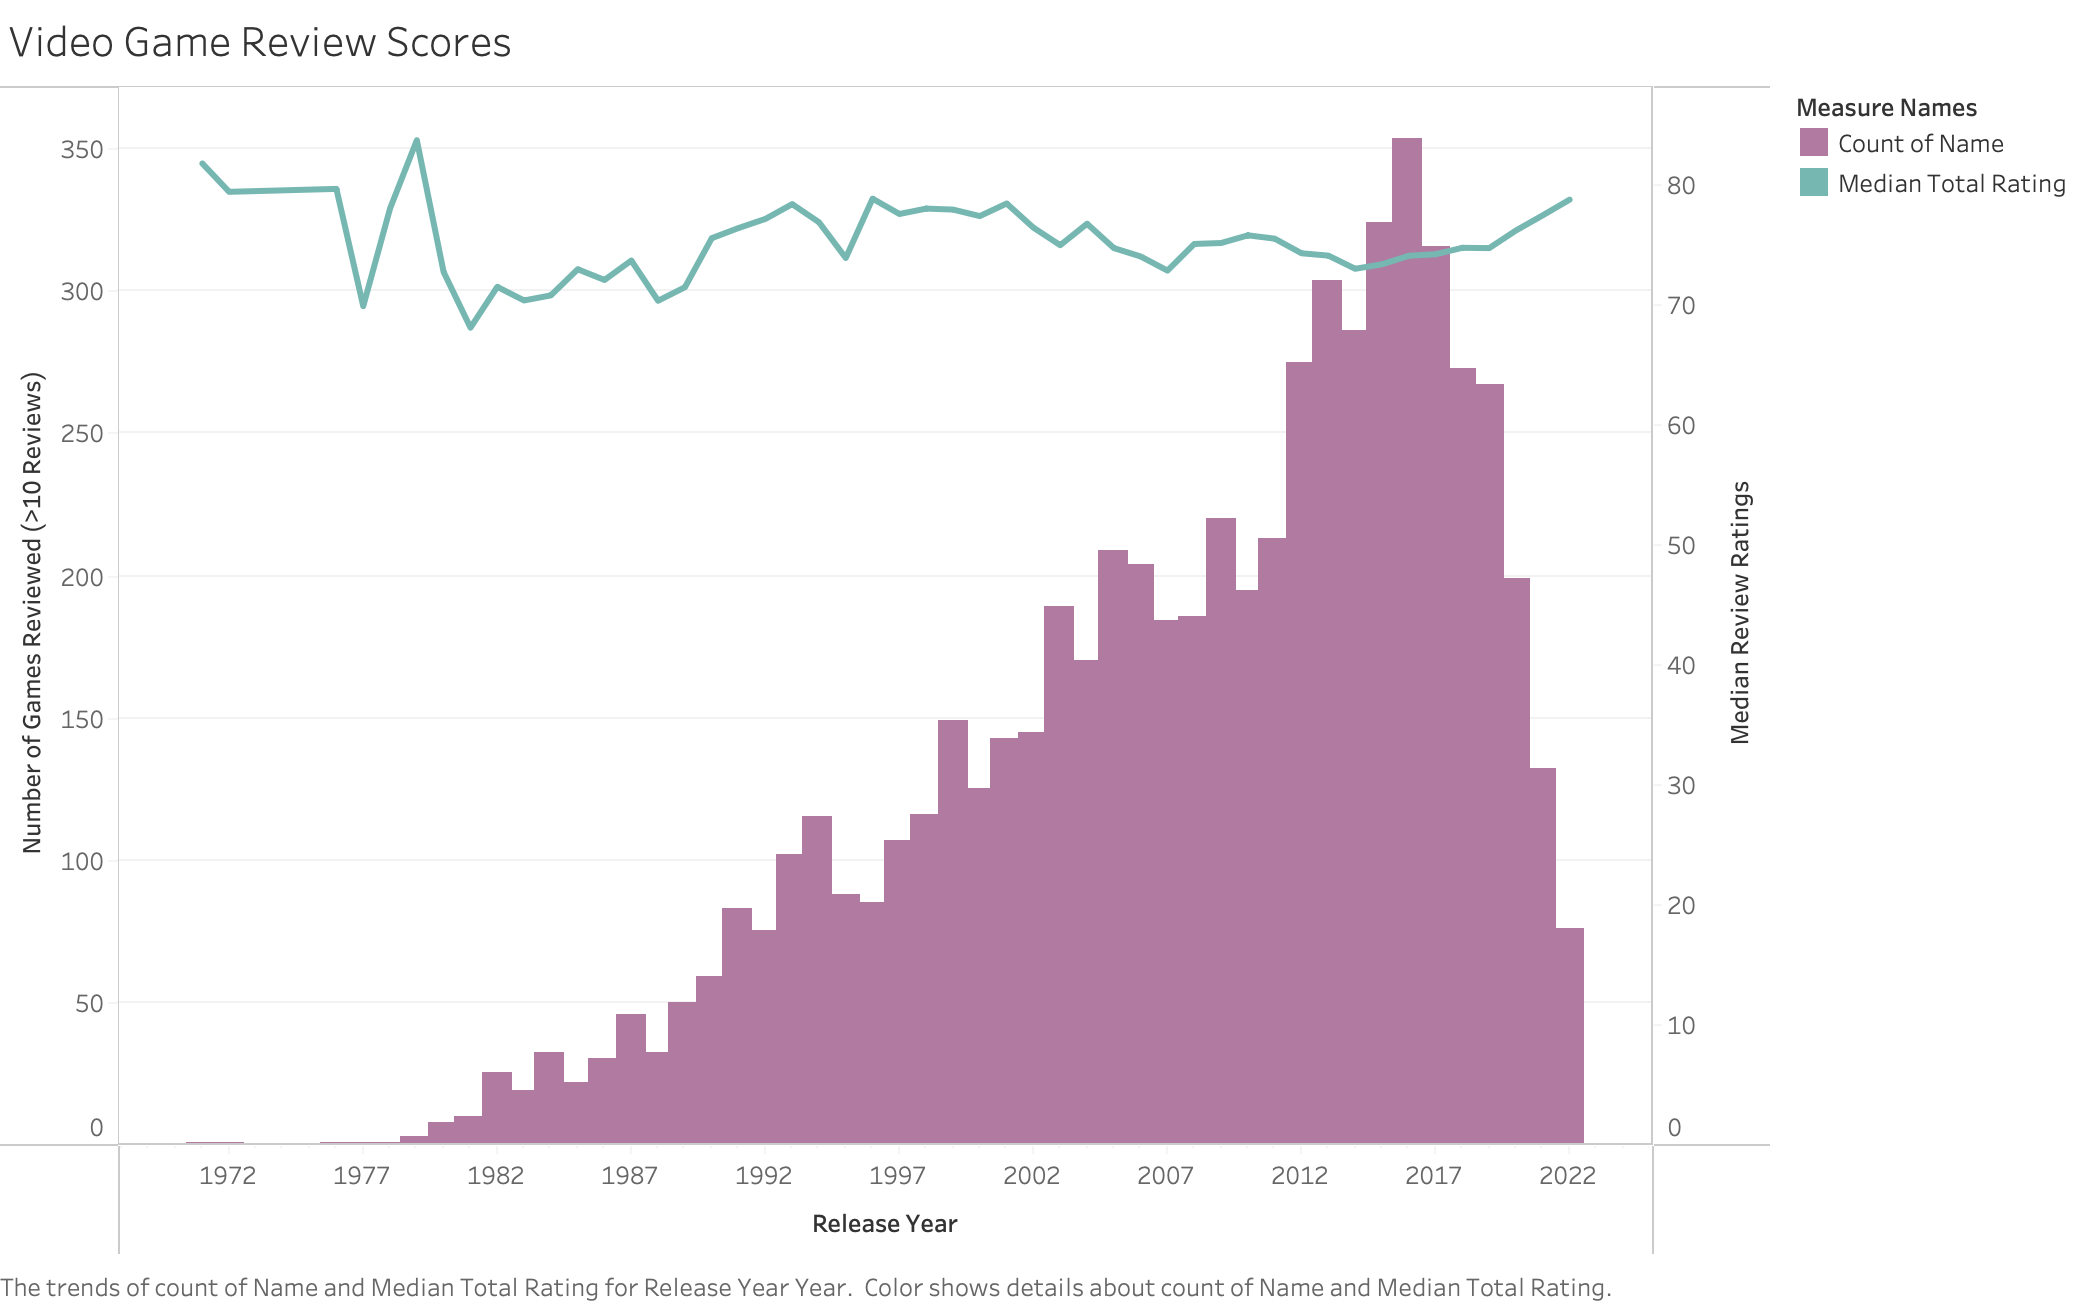 Video Game Review Scores
Measure Names
Count of Name
Median Total Rating
Number of Games Reviewed (>10 Reviews)
350
300
250
200
150
100
50
0
80
70
60
50
40
30
20
10
0
Median Review Ratings
1972 1977 1982 1987 1992 1997 2002 2007 2012 2017 2022
Release Year
The trends of count of Name and Median Total Rating for Release Year Year.  Color shows details about count of Name and Median Total Rating.